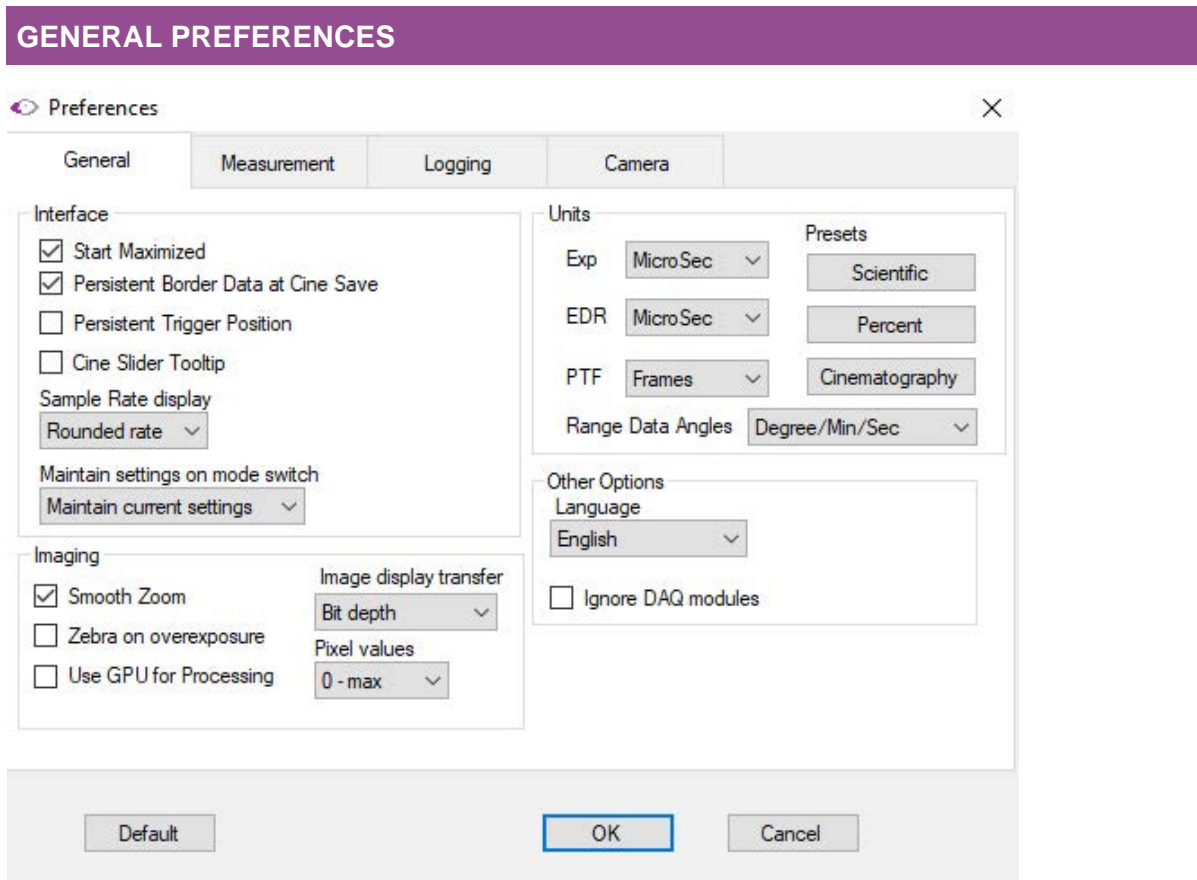 GENERAL PREFERENCES
Preferences
General
Measurement
Logging
Camera
Interface
Start Maximized
Persistent Border Data at Cine Save
Persistent Trigger Position
Cine Slider Tooltip
Sample Rate display
Rounded rate
Maintain settings on mode switch
Maintain current settings
Imaging
Smooth Zoom
Zebra on overexposure
Use GPU for Processing
Image display transfer
Bit depth
Pixel values
0 - max
Units
Exp MicroSec
EDR MicroSec
PTF Frames
Presets
Scientific
Percent
Cinematography
Range Data Angles Degree/Min/Sec
Other Options
Language
English
Ignore DAQ modules
Default
OK
Cancel